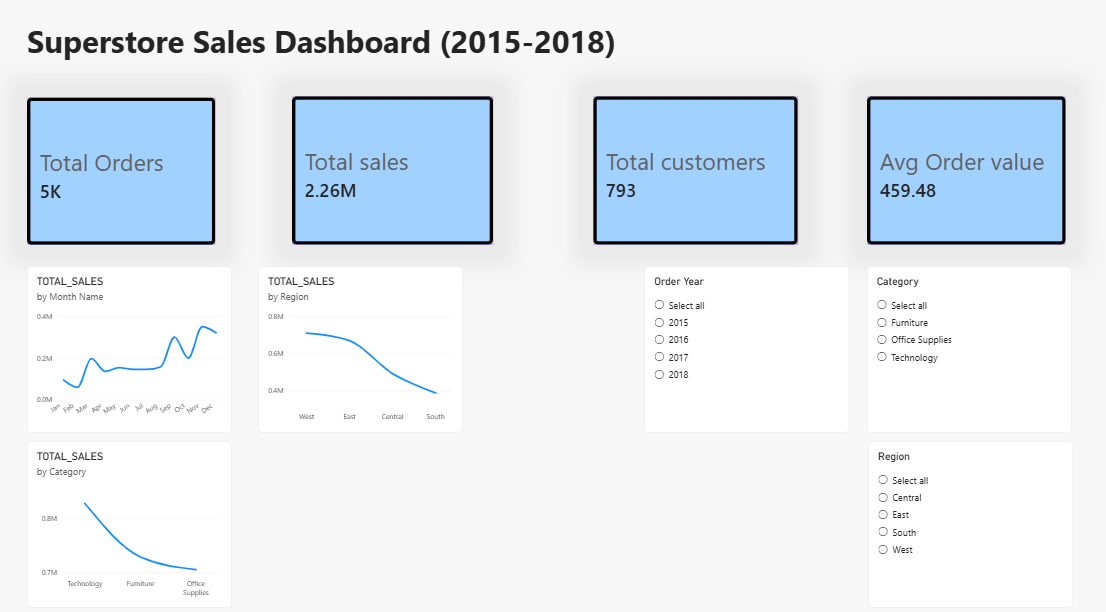 Superstore Sales Dashboard (2015-2018)
Total Orders
5K
Total sales
2.26M
Total customers
793
Avg Order value
459.48
TOTAL_SALES
by Month Name
0.4M
0.2M
0.0M
Jan Feb Mar Apr May Jun Jul Aug Sep Oct Nov Dec
TOTAL_SALES
by Region
0.8M
0.6M
0.4M
West East Central South
Order Year
Select all
2015
2016
2017
2018
Category
Select all
Furniture
Office Supplies
Technology
TOTAL_SALES
by Category
0.8M
0.7M
Technology Furniture Office
Supplies
Region
Select all
Central
East
South
West